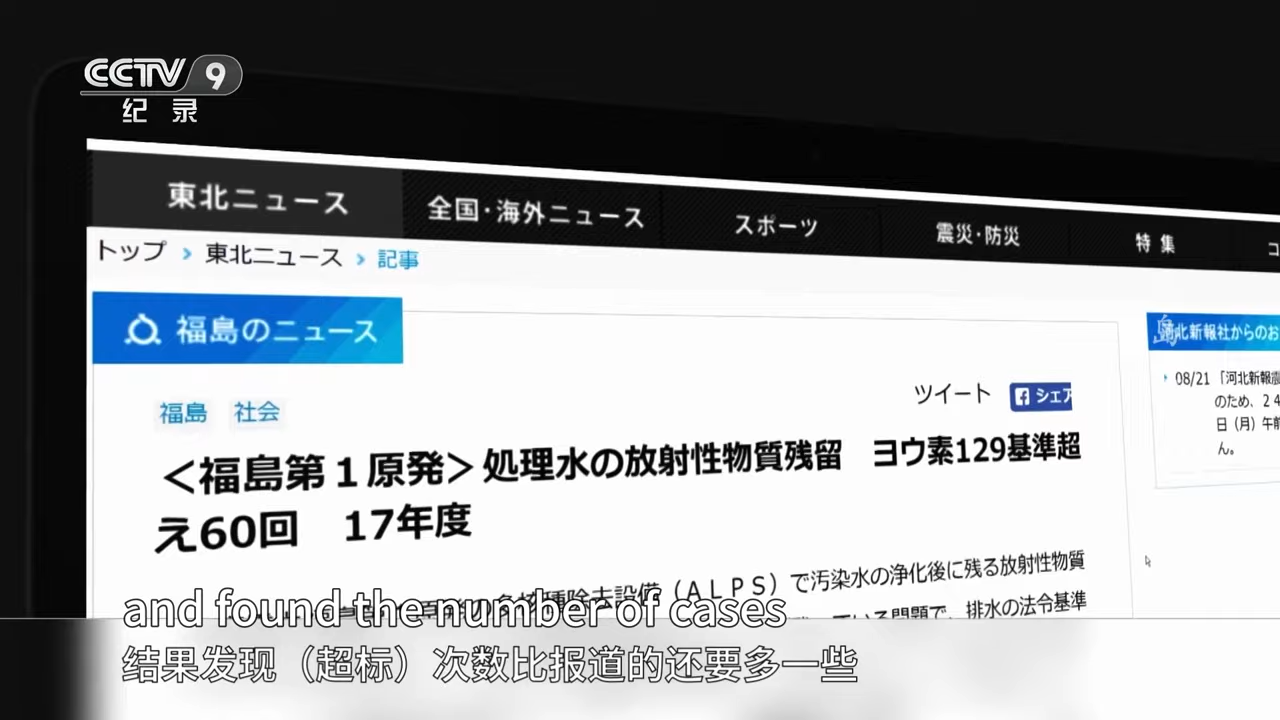 CCTV 9
纪录
東北ニュース
全国・海外ニュース
スポーツ
震災・防災
特集
コ
トップ › 東北ニュース › 記事
福島のニュース
福島 社会
ツイート
シェア
＜福島第１原発＞処理水の放射性物質残留 ヨウ素129基準超
え60回 17年度
除去設備（ＡＬＰＳ）で汚染水の浄化後に残る放射性物質
いる問題で、排水の法令基準
北新報社からのお
08/21 「河北新報震
のため、２４
日（月）午前
ん。
and found the number of cases
结果发现（超标）次数比报道的还要多一些